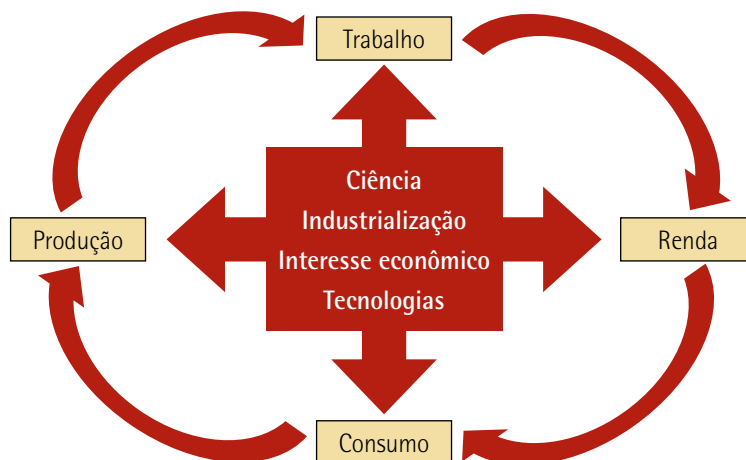 Trabalho
Ciência
Industrialização
Interesse econômico
Tecnologias
Produção
Renda
Consumo